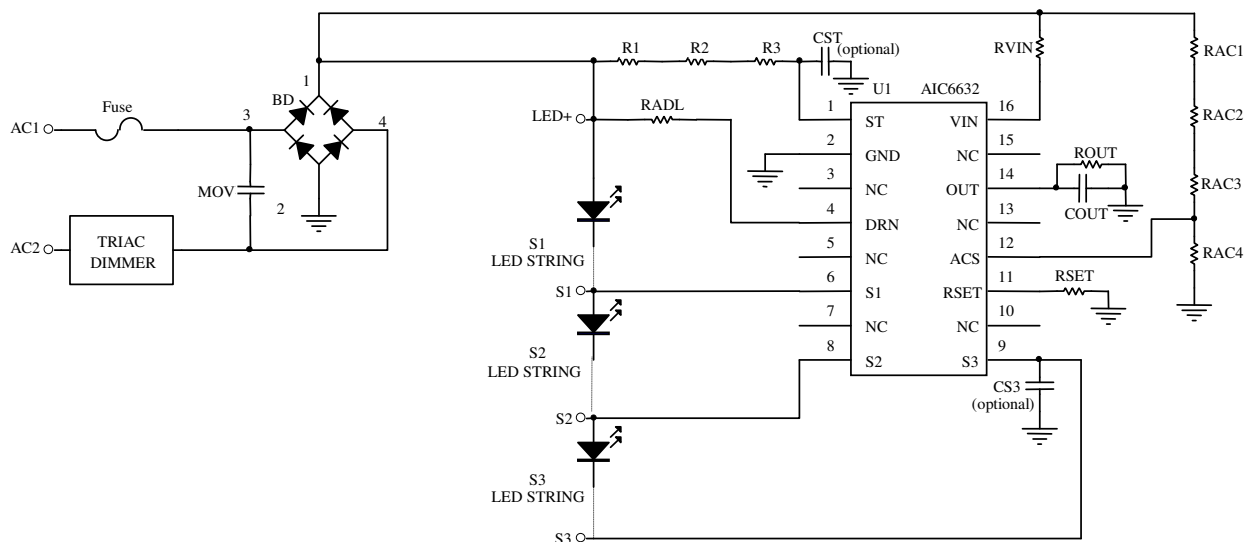 CST
(optional)
R1
R2
R3
RVIN
RAC1
1
BD
Fuse
U1
AIC6632
AC1
3
4
LED+
RADL
1
ST
VIN
16
RAC2
2
GND
NC
15
ROUT
MOV
3
NC
OUT
14
RAC3
COUT
2
4
DRN
NC
13
AC2
TRIAC
DIMMER
S1
LED STRING
5
NC
ACS
12
RAC4
S1
6
S1
RSET
11
RSET
7
NC
NC
10
S2
LED STRING
8
S2
S3
9
CS3
(optional)
S2
S3
LED STRING
S3